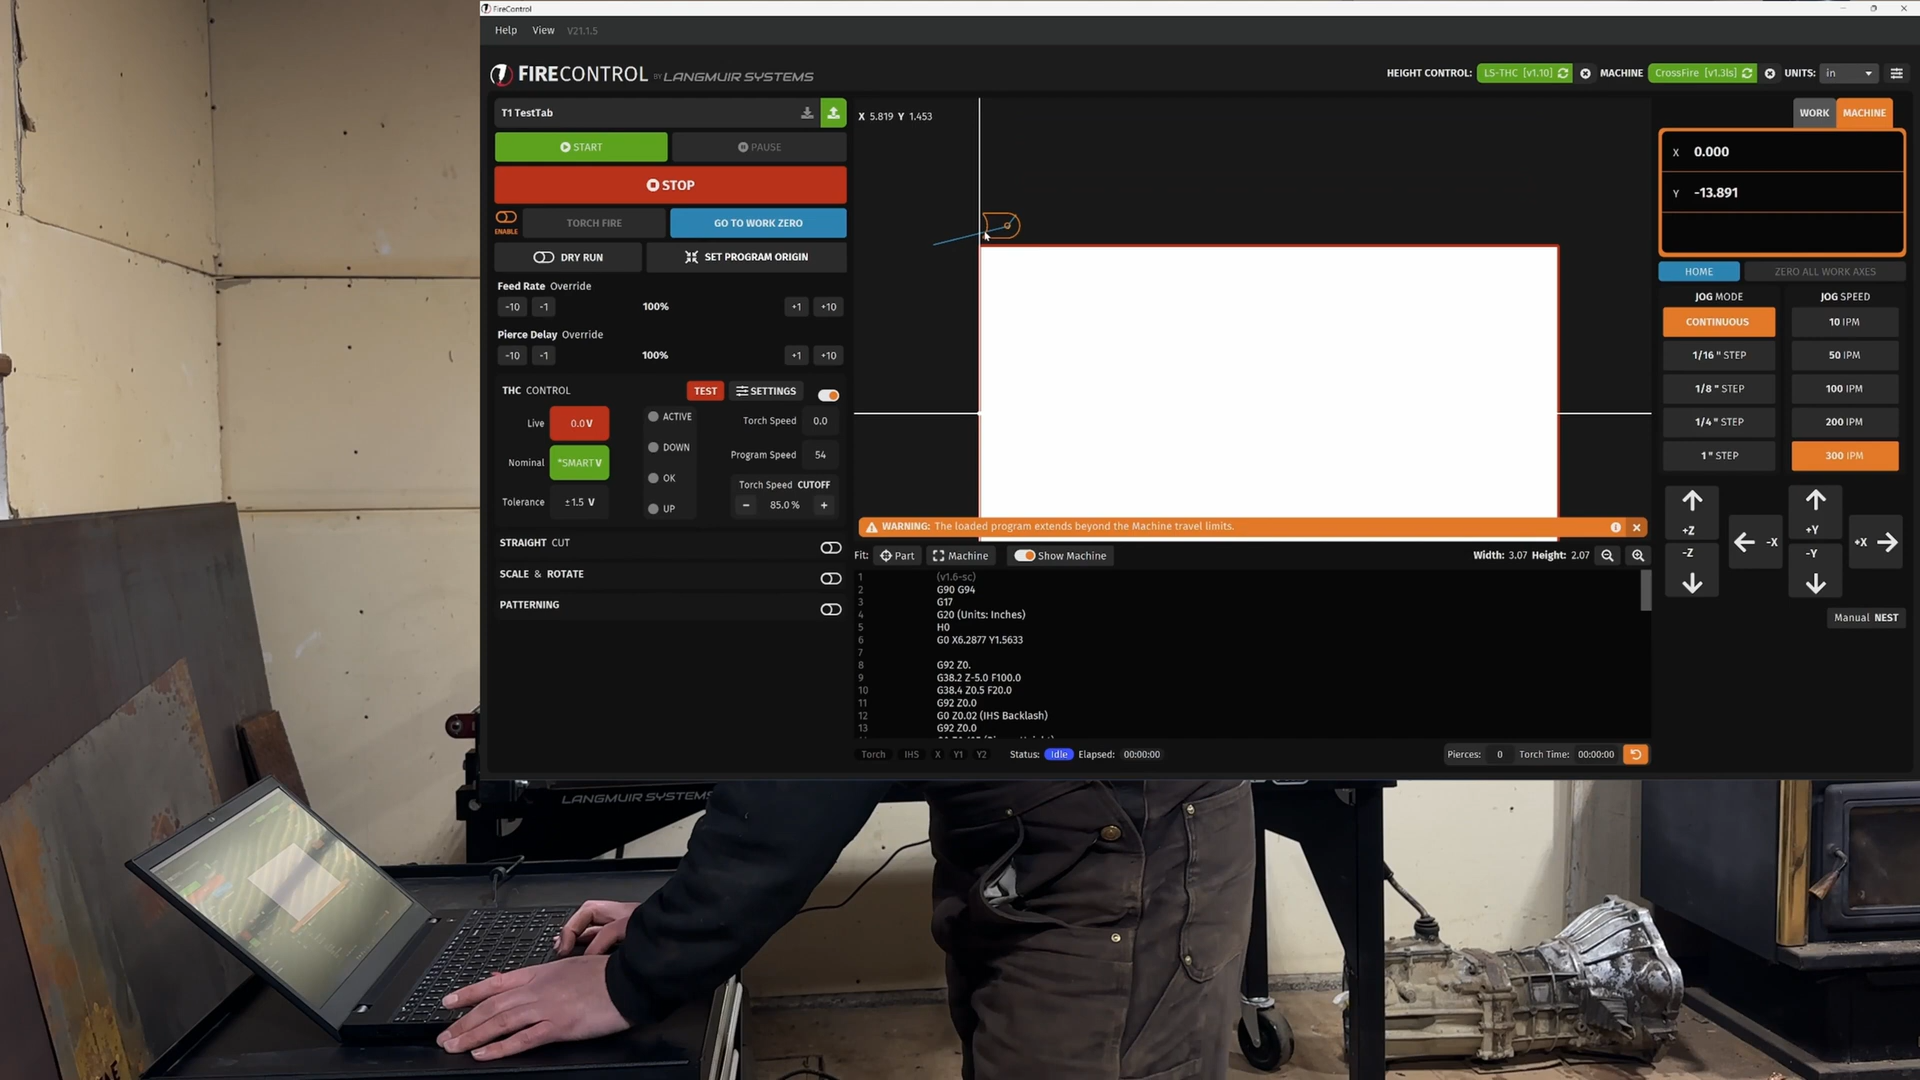 FireControl
Help View V21.1.5
FIRECONTROL BY LANGMUIR SYSTEMS
HEIGHT CONTROL: LS-THC [v1.10] MACHINE CrossFire [v1.3ls] UNITS: in
T1 TestTab
X 5.819 Y 1.453
WORK MACHINE
START PAUSE
X 0.000
STOP
Y -13.891
ENABLE TORCH FIRE GO TO WORK ZERO
DRY RUN SET PROGRAM ORIGIN
HOME ZERO ALL WORK AXES
Feed Rate Override
-10 -1 100% +1 +10
Pierce Delay Override
-10 -1 100% +1 +10
JOG MODE JOG SPEED
CONTINUOUS 10 IPM
1/16 " STEP 50 IPM
1/8 " STEP 100 IPM
1/4 " STEP 200 IPM
1 " STEP 300 IPM
THC CONTROL TEST SETTINGS
Live 0.0 V ACTIVE Torch Speed 0.0
Nominal *SMART V DOWN Program Speed 54
OK Torch Speed CUTOFF
Tolerance ±1.5 V UP − 85.0 % +
+Z +Y
-X +X
-Z -Y
Manual NEST
STRAIGHT CUT
SCALE & ROTATE
PATTERNING
WARNING: The loaded program extends beyond the Machine travel limits.
Fit: Part Machine Show Machine Width: 3.07 Height: 2.07
1 (v1.6-sc)
2 G90 G94
3 G17
4 G20 (Units: Inches)
5 H0
6 G0 X6.2877 Y1.5633
7
8 G92 Z0.
9 G38.2 Z-5.0 F100.0
10 G38.4 Z0.5 F20.0
11 G92 Z0.0
12 G0 Z0.02 (IHS Backlash)
13 G92 Z0.0
Torch IHS X Y1 Y2 Status: Idle Elapsed: 00:00:00 Pierces: 0 Torch Time: 00:00:00
LANGMUIR SYSTEMS